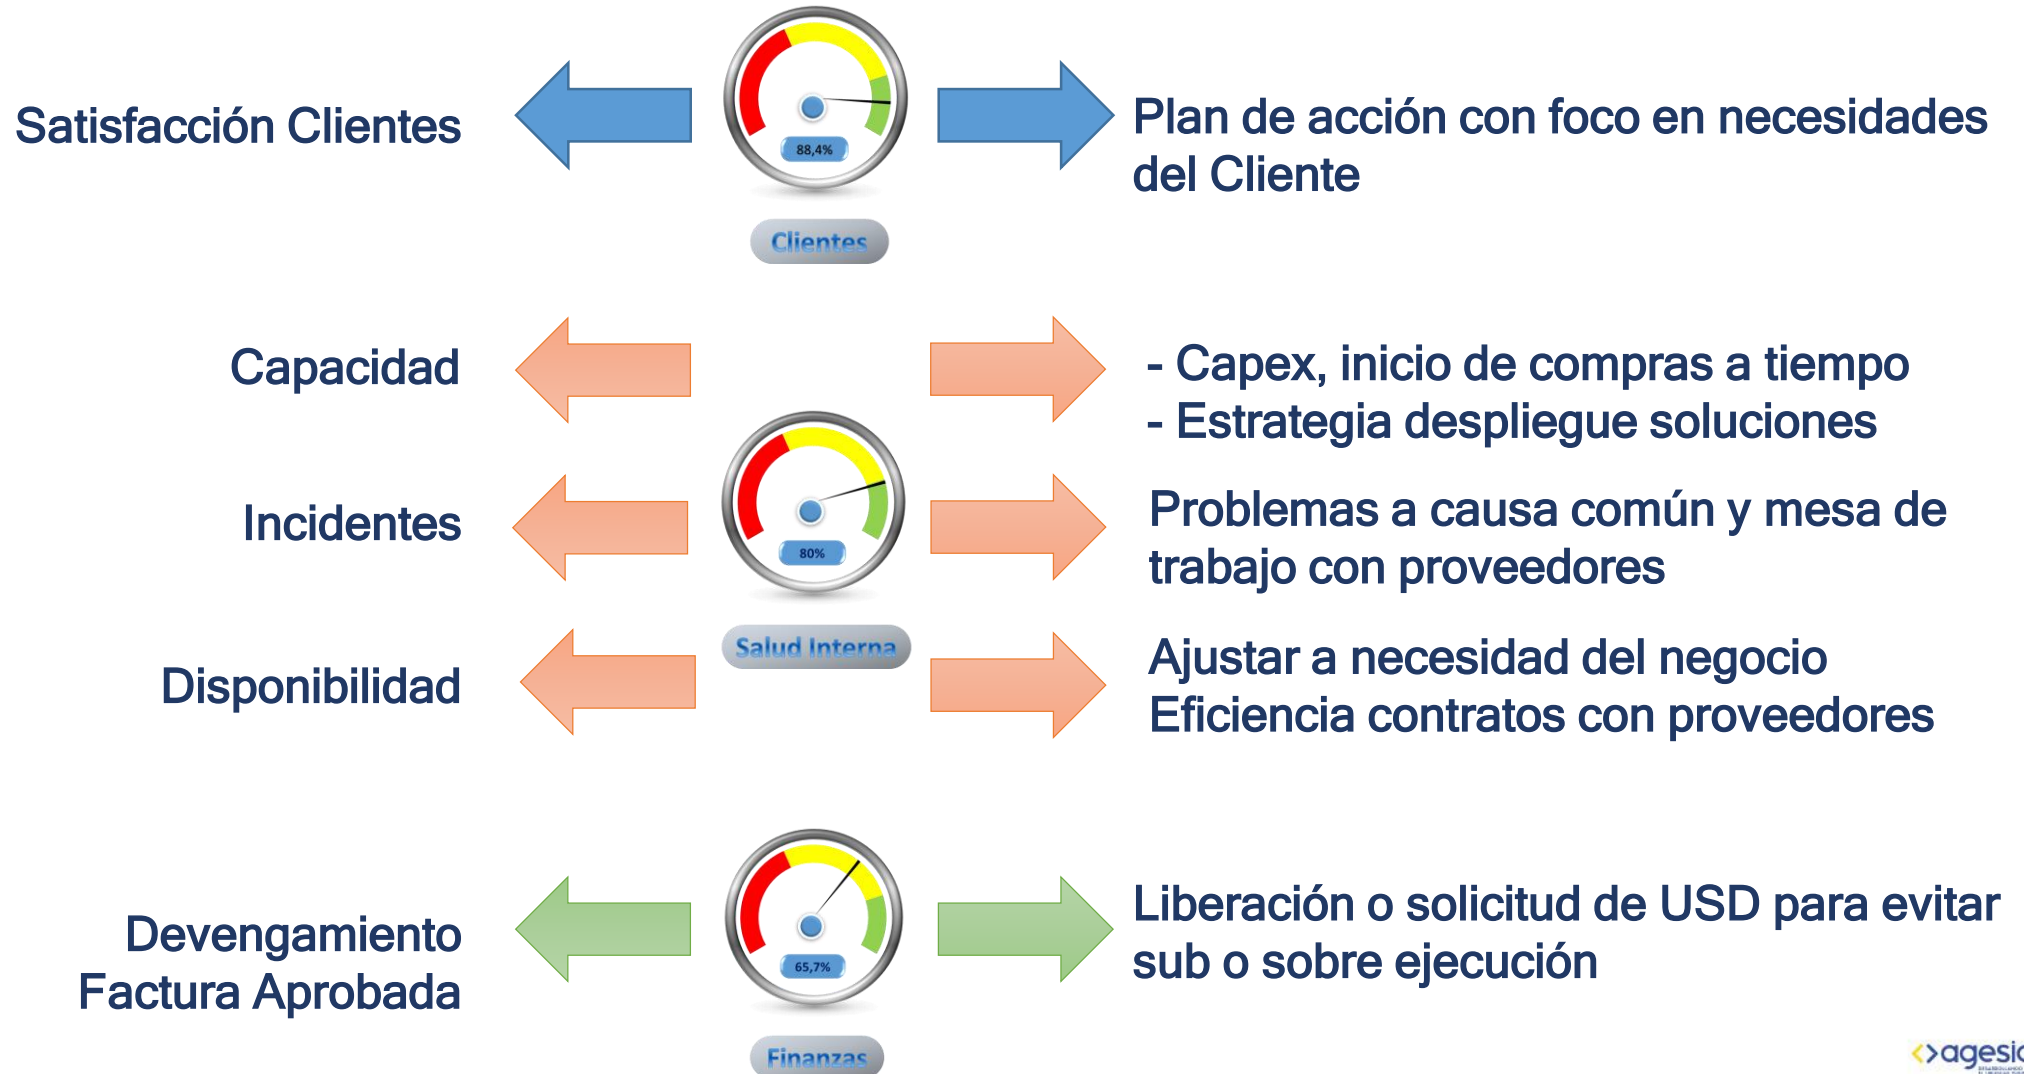 Satisfacción Clientes
88,4%
Clientes
Plan de acción con foco en necesidades
del Cliente
Capacidad
- Capex, inicio de compras a tiempo
- Estrategia despliegue soluciones
Incidentes
80%
Salud Interna
Problemas a causa común y mesa de
trabajo con proveedores
Disponibilidad
Ajustar a necesidad del negocio
Eficiencia contratos con proveedores
Devengamiento
Factura Aprobada
65,7%
Finanzas
Liberación o solicitud de USD para evitar
sub o sobre ejecución
agesic